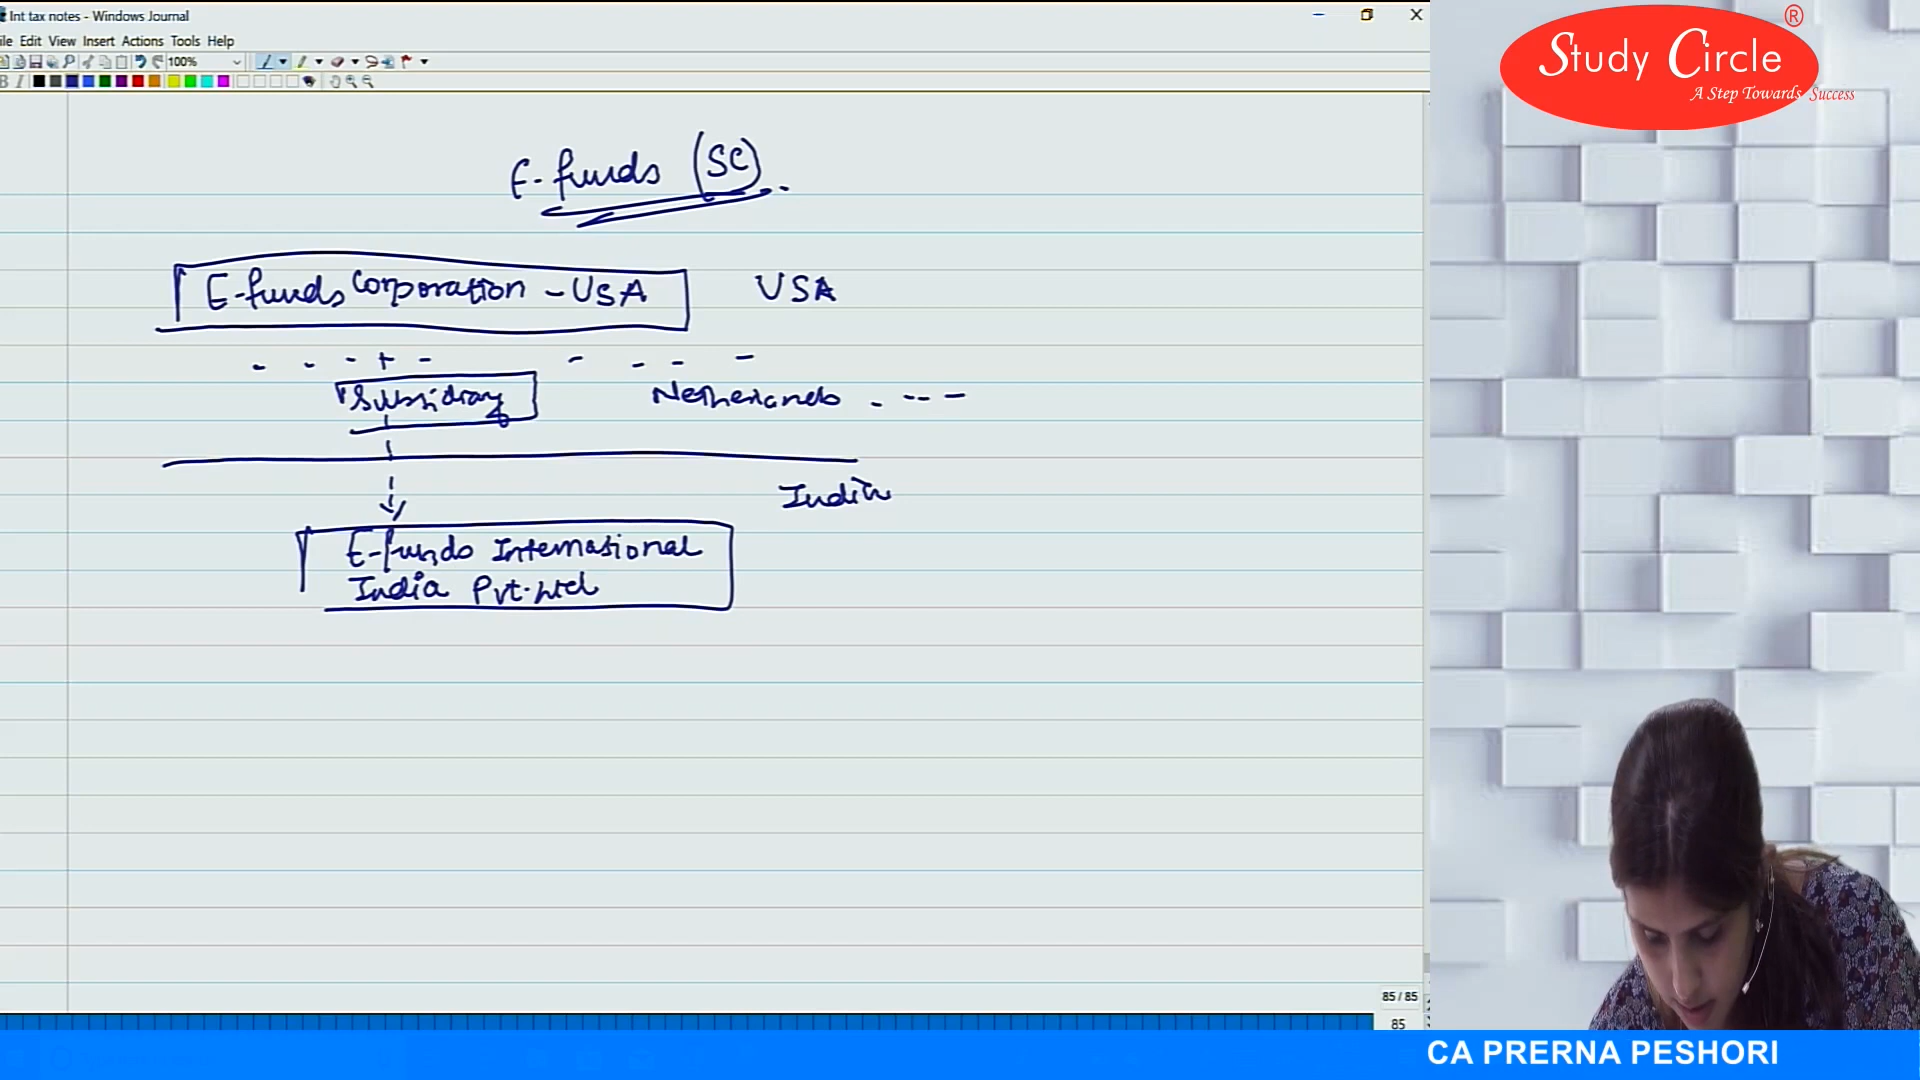 Int tax notes - Windows Journal
ile Edit View Insert Actions Tools Help
100%
B I
Study Circle ®
A Step Towards Success
E-funds (SC)
E-funds Corporation - USA USA
Subsidiary Netherlands
India
E-funds International
India Pvt. Ltd
85 / 85
85
CA PRERNA PESHORI